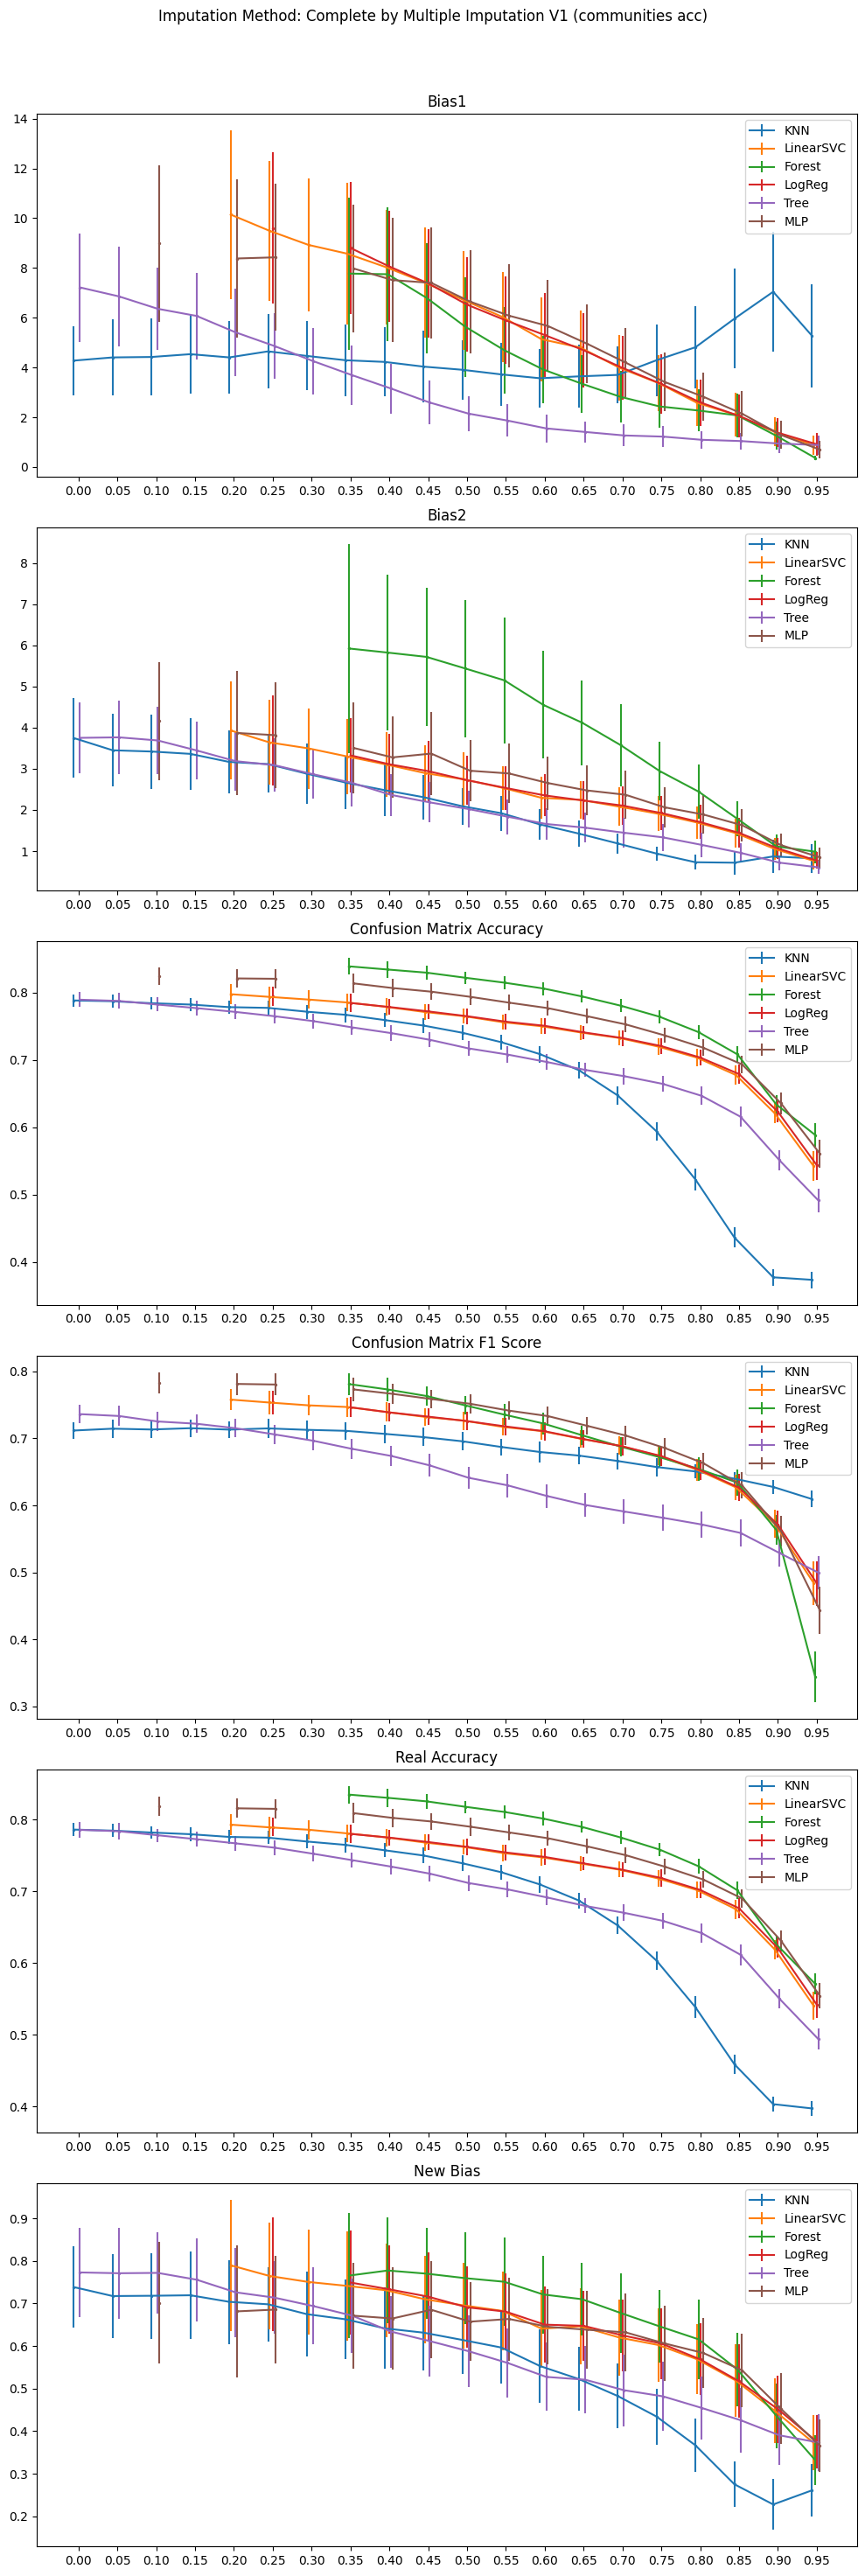 Imputation Method: Complete by Multiple Imputation V1 (communities acc)
Bias1
14
12
10
8
6
4
2
0
KNN
LinearSVC
Forest
LogReg
Tree
MLP
0.00 0.05 0.10 0.15 0.20 0.25 0.30 0.35 0.40 0.45 0.50 0.55 0.60 0.65 0.70 0.75 0.80 0.85 0.90 0.95
Bias2
8
7
6
5
4
3
2
1
KNN
LinearSVC
Forest
LogReg
Tree
MLP
0.00 0.05 0.10 0.15 0.20 0.25 0.30 0.35 0.40 0.45 0.50 0.55 0.60 0.65 0.70 0.75 0.80 0.85 0.90 0.95
Confusion Matrix Accuracy
0.8
0.7
0.6
0.5
0.4
KNN
LinearSVC
Forest
LogReg
Tree
MLP
0.00 0.05 0.10 0.15 0.20 0.25 0.30 0.35 0.40 0.45 0.50 0.55 0.60 0.65 0.70 0.75 0.80 0.85 0.90 0.95
Confusion Matrix F1 Score
0.8
0.7
0.6
0.5
0.4
0.3
KNN
LinearSVC
Forest
LogReg
Tree
MLP
0.00 0.05 0.10 0.15 0.20 0.25 0.30 0.35 0.40 0.45 0.50 0.55 0.60 0.65 0.70 0.75 0.80 0.85 0.90 0.95
Real Accuracy
0.8
0.7
0.6
0.5
0.4
KNN
LinearSVC
Forest
LogReg
Tree
MLP
0.00 0.05 0.10 0.15 0.20 0.25 0.30 0.35 0.40 0.45 0.50 0.55 0.60 0.65 0.70 0.75 0.80 0.85 0.90 0.95
New Bias
0.9
0.8
0.7
0.6
0.5
0.4
0.3
0.2
KNN
LinearSVC
Forest
LogReg
Tree
MLP
0.00 0.05 0.10 0.15 0.20 0.25 0.30 0.35 0.40 0.45 0.50 0.55 0.60 0.65 0.70 0.75 0.80 0.85 0.90 0.95